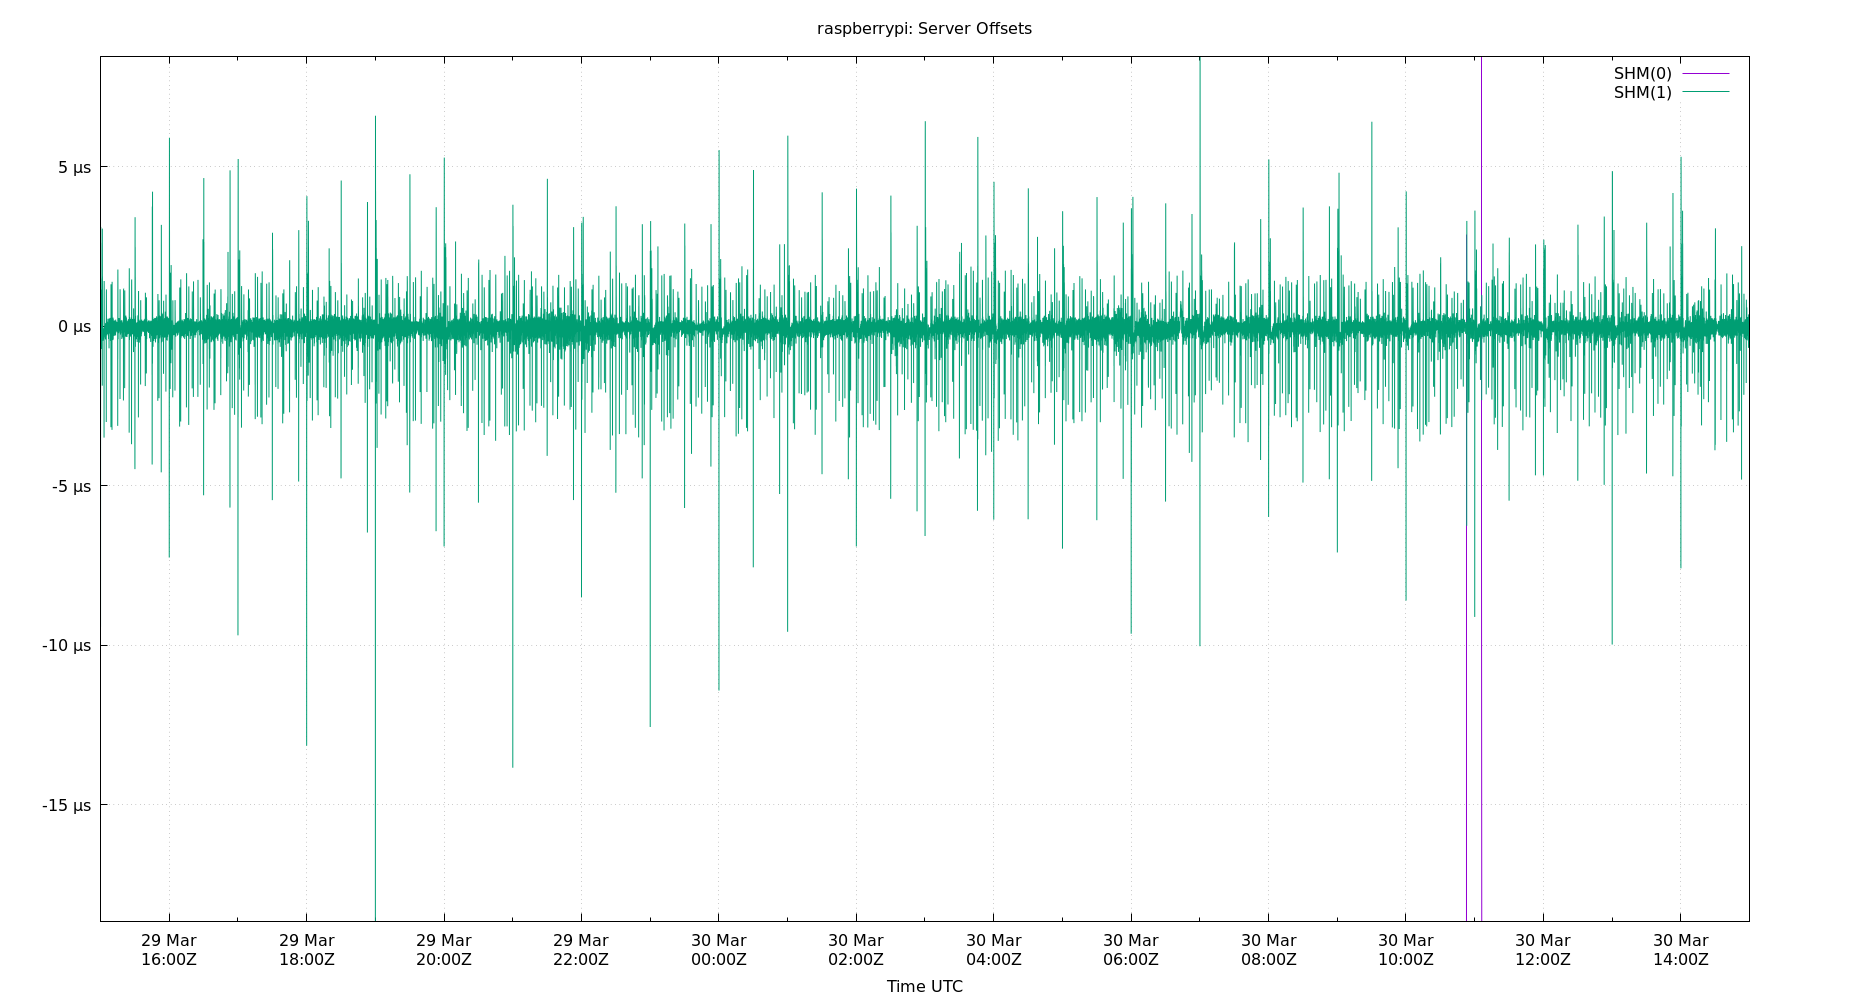 raspberrypi: Server Offsets
SHM(0)
SHM(1)
5 µs
0 µs
-5 µs
-10 µs
-15 µs
29 Mar 29 Mar 29 Mar 29 Mar 30 Mar 30 Mar 30 Mar 30 Mar 30 Mar 30 Mar 30 Mar 30 Mar
16:00Z 18:00Z 20:00Z 22:00Z 00:00Z 02:00Z 04:00Z 06:00Z 08:00Z 10:00Z 12:00Z 14:00Z
Time UTC